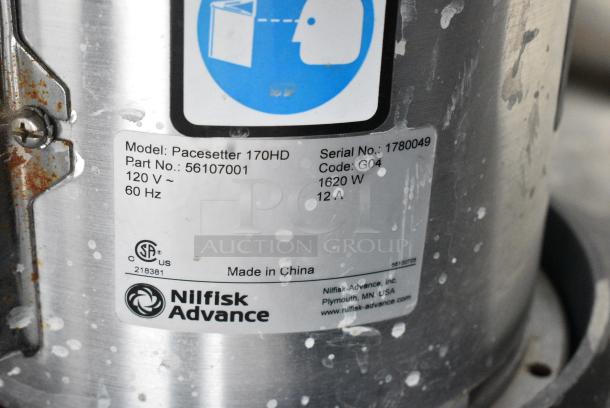 Model: Pacesetter 170HD
Serial No.: 1780049
Part No.: 56107001
Code: G04
120 V ~
1620 W
60 Hz
12 A
PCI
AUCTION GROUP
C SA ® US
218381
Made in China
Nilfisk
Advance
Nilfisk-Advance, Inc.
Plymouth, MN, USA
www.nilfisk-advance.com